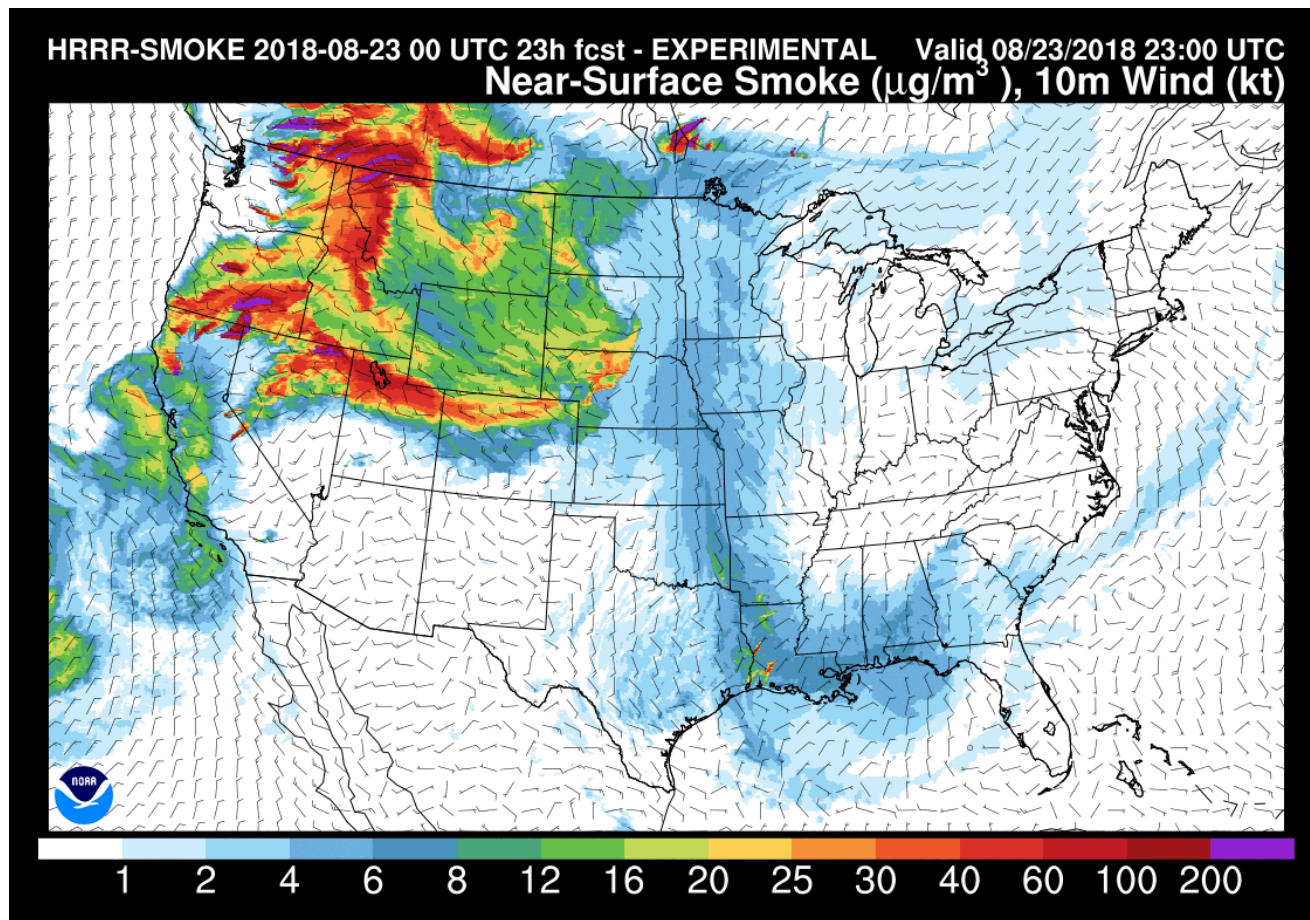 HRRR-SMOKE 2018-08-23 00 UTC 23h fcst - EXPERIMENTAL Valid 08/23/2018 23:00 UTC
Near-Surface Smoke (μg/m³ ), 10m Wind (kt)
NOAA
1 2 4 6 8 12 16 20 25 30 40 60 100 200